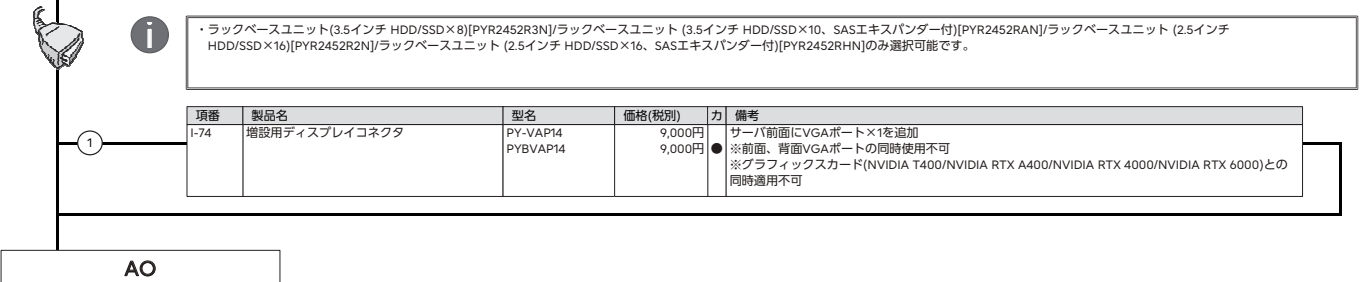 i
・ラックベースユニット(3.5インチ HDD/SSD×8)[PYR2452R3N]/ラックベースユニット (3.5インチ HDD/SSD×10、SASエキスパンダー付)[PYR2452RAN]/ラックベースユニット (2.5インチ
HDD/SSD×16)[PYR2452R2N]/ラックベースユニット (2.5インチ HDD/SSD×16、SASエキスパンダー付)[PYR2452RHN]のみ選択可能です。
項番 製品名 型名 価格(税別) カ 備考
I-74 増設用ディスプレイコネクタ PY-VAP14 9,000円 サーバ前面にVGAポート×1を追加
PYBVAP14 9,000円 ● ※前面、背面VGAポートの同時使用不可
※グラフィックスカード(NVIDIA T400/NVIDIA RTX A400/NVIDIA RTX 4000/NVIDIA RTX 6000)との
同時適用不可
1
AO